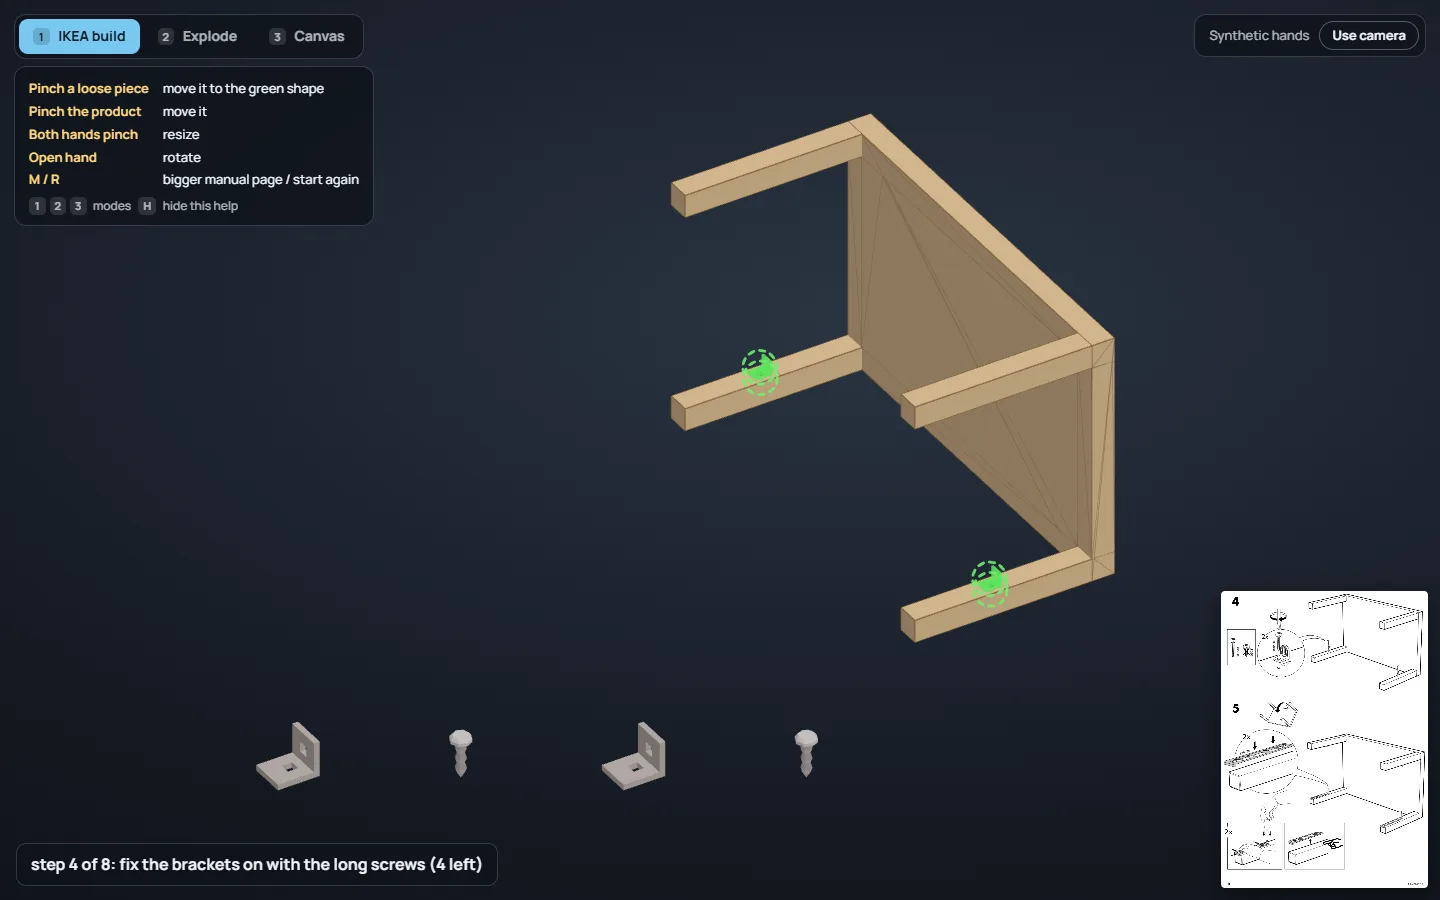 1 IKEA build 2 Explode 3 Canvas
Synthetic hands Use camera
Pinch a loose piece move it to the green shape
Pinch the product move it
Both hands pinch resize
Open hand rotate
M / R bigger manual page / start again
1 2 3 modes H hide this help
4
2x
5
2x
2x
step 4 of 8: fix the brackets on with the long screws (4 left)